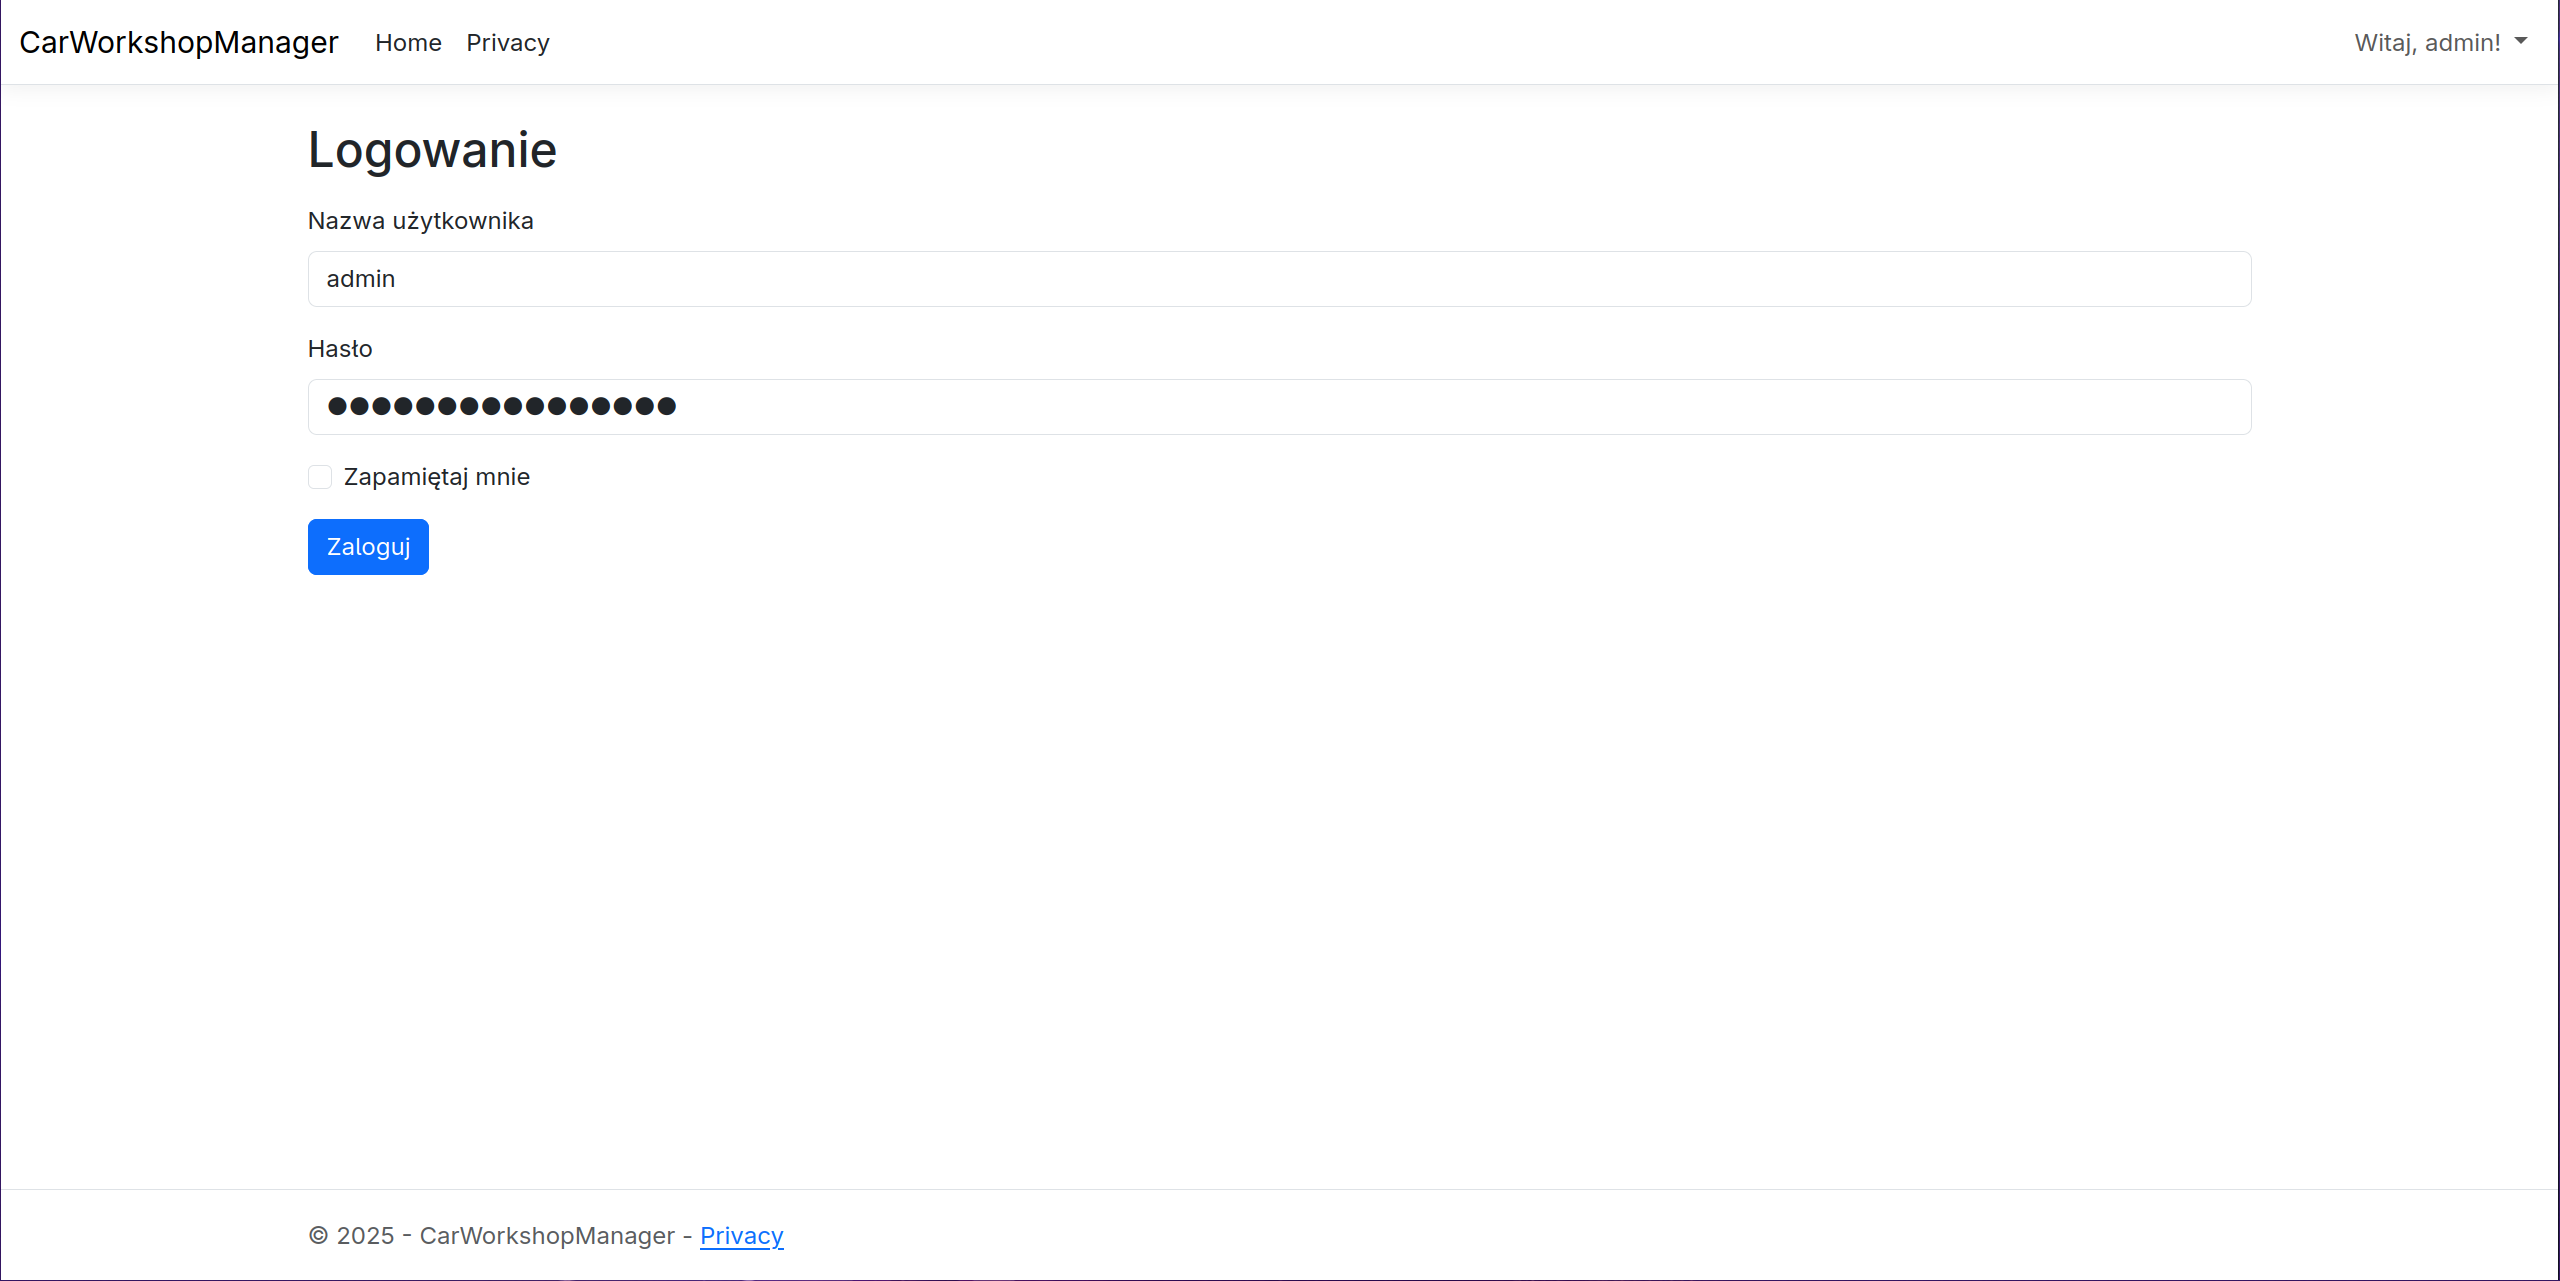 CarWorkshopManager Home Privacy Witaj, admin!
Logowanie
Nazwa użytkownika
admin
Hasło
●●●●●●●●●●●●●●●●
Zapamiętaj mnie
Zaloguj
© 2025 - CarWorkshopManager - Privacy